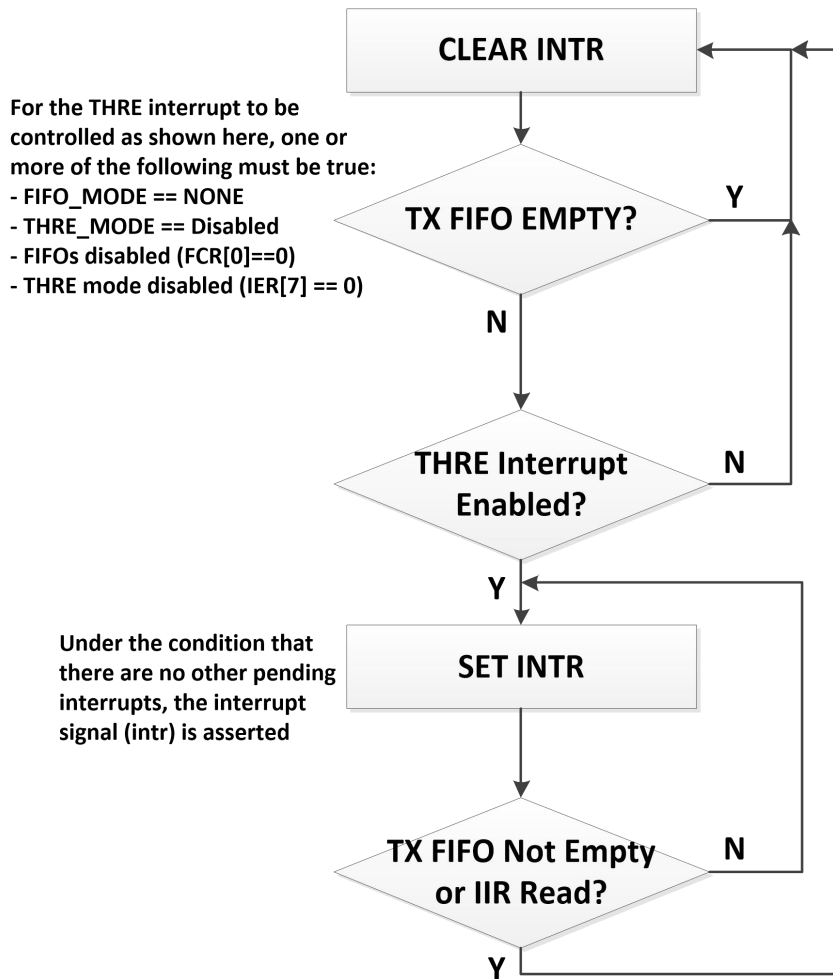 CLEAR INTR
For the THRE interrupt to be
controlled as shown here, one or
more of the following must be true:
- FIFO_MODE == NONE
- THRE_MODE == Disabled
- FIFOs disabled (FCR[0]==0)
- THRE mode disabled (IER[7] == 0)
TX FIFO EMPTY?
Y
N
THRE Interrupt
Enabled?
N
Y
Under the condition that
there are no other pending
interrupts, the interrupt
signal (intr) is asserted
SET INTR
TX FIFO Not Empty
or IIR Read?
N
Y